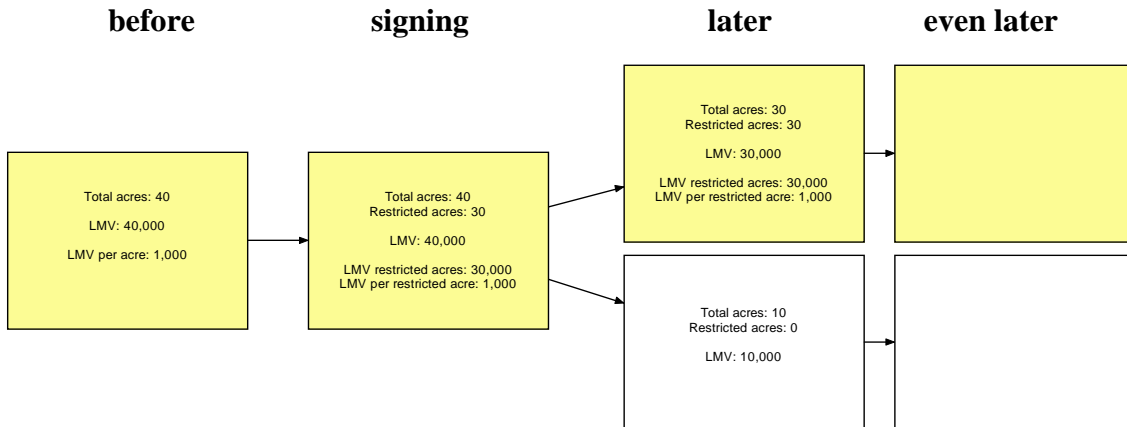 before
signing
later
even later
Total acres: 40
LMV: 40,000
LMV per acre: 1,000
Total acres: 40
Restricted acres: 30
LMV: 40,000
LMV restricted acres: 30,000
LMV per restricted acre: 1,000
Total acres: 30
Restricted acres: 30
LMV: 30,000
LMV restricted acres: 30,000
LMV per restricted acre: 1,000
Total acres: 10
Restricted acres: 0
LMV: 10,000